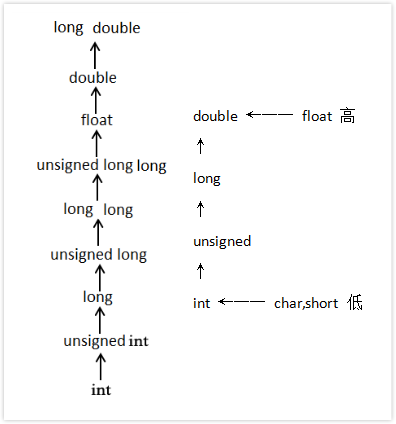 long double
double
float
unsigned long long
long long
unsigned long
long
unsigned int
int
double ←—— float 高
long
unsigned
int ←—— char,short 低